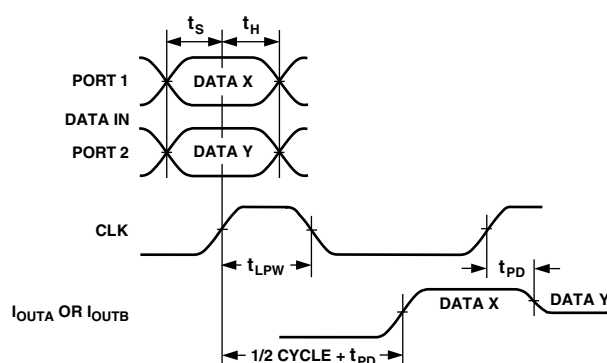 tS tH
PORT 1 DATA X
DATA IN
PORT 2 DATA Y
CLK
tLPW tPD
IOUTA OR IOUTB DATA X DATA Y
1/2 CYCLE + tPD